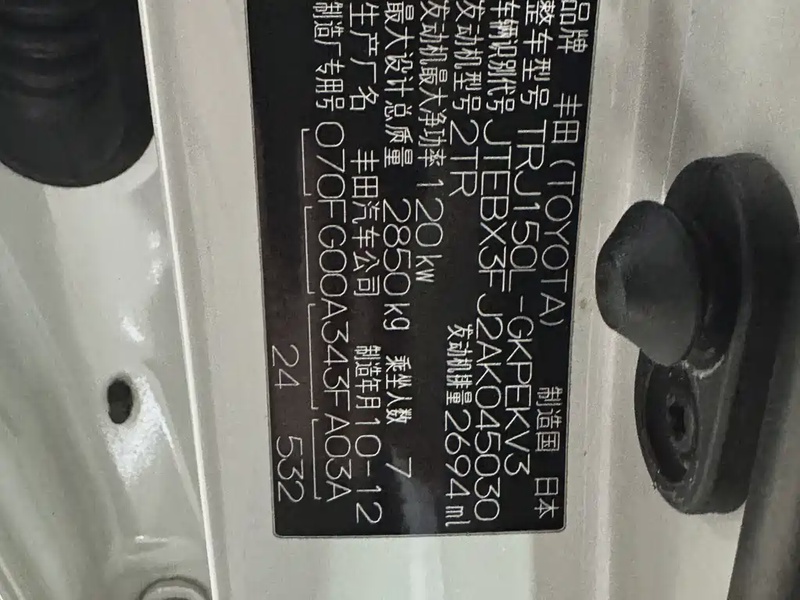 品牌 丰田(TOYOTA) 制造国 日本
整车型号 TRJ150L-GKPEKV3
车辆识别代号 JTEBX3FJ2AK045030
发动机型号 2TR 发动机排量 2694ml
发动机最大净功率 120kw
最大设计总质量 2850kg 乘坐人数 7
生产厂名 丰田汽车公司 制造年月 10-12
制造厂专用号 070FG00A343FA03A
24 532